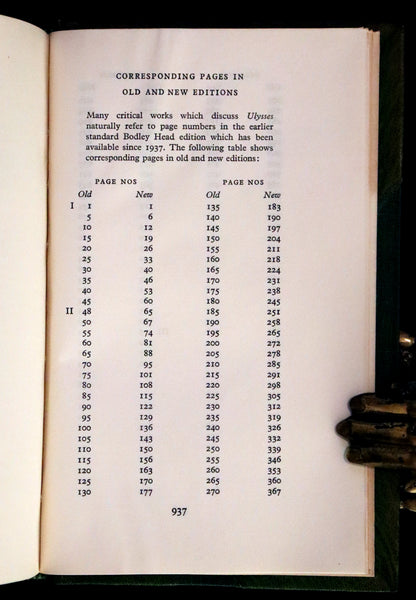 CORRESPONDING PAGES IN
OLD AND NEW EDITIONS
Many critical works which discuss Ulysses
naturally refer to page numbers in the earlier
standard Bodley Head edition which has been
available since 1937. The following table shows
corresponding pages in old and new editions:
PAGE NOS PAGE NOS
Old New Old New
I 1 1 135 183
5 6 140 190
10 12 145 197
15 19 150 204
20 26 155 211
25 33 160 218
30 40 165 224
35 46 170 231
40 53 175 238
45 60 180 245
II 48 65 185 251
50 67 190 258
55 74 195 265
60 81 200 272
65 88 205 278
70 95 210 285
75 101 215 291
80 108 220 298
85 115 225 305
90 122 230 312
95 129 235 319
100 136 240 326
105 143 245 332
110 150 250 339
115 156 255 346
120 163 260 353
125 170 265 360
130 177 270 367
937